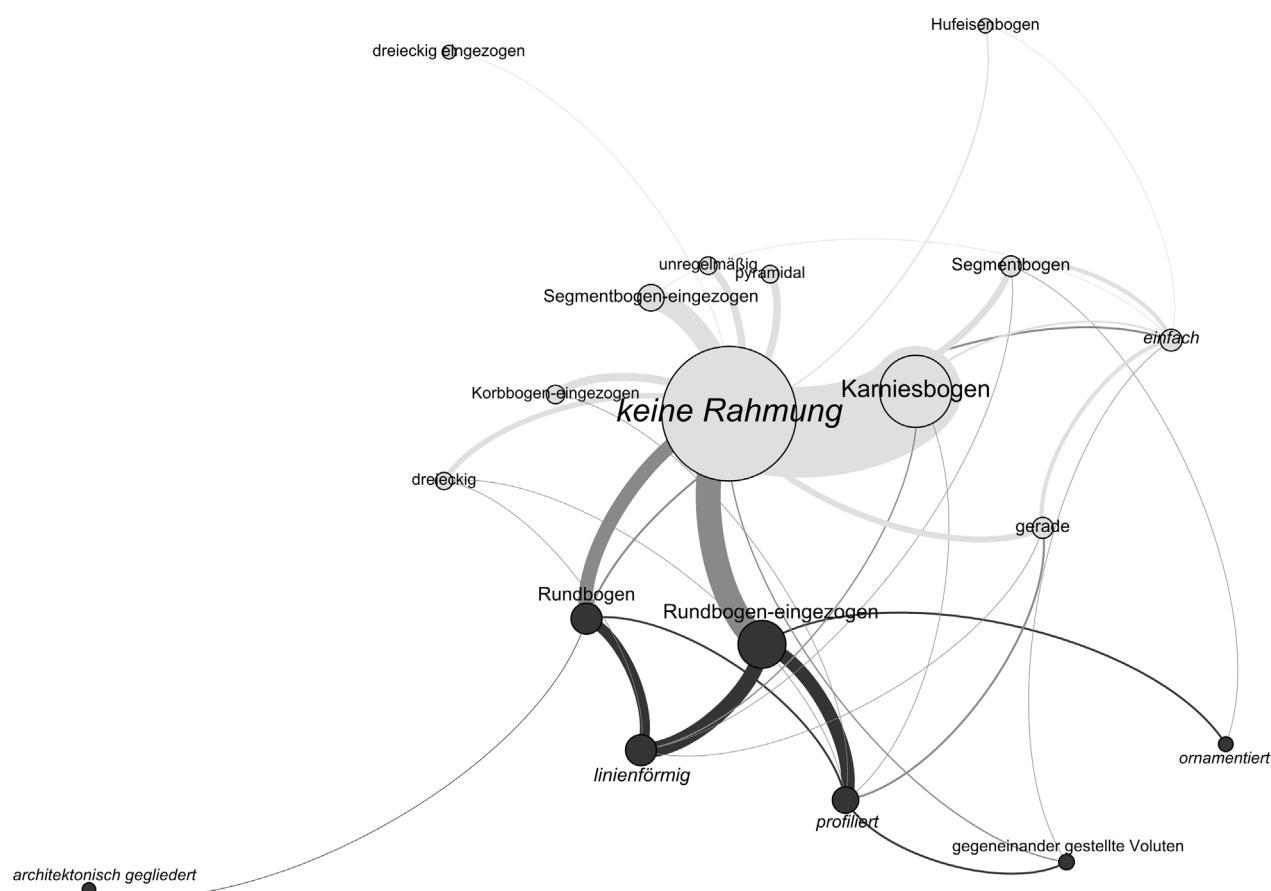 Hufeisenbogen
dreieckig eingezogen
unregelmäßig
Segmentbogen
pyramidal
Segmentbogen-eingezogen
einfach
Karniesbogen
Korbbogen-eingezogen
keine Rahmung
dreieckig
gerade
Rundbogen
Rundbogen-eingezogen
ornamentiert
linienförmig
profiliert
gegeneinander gestellte Voluten
architektonisch gegliedert